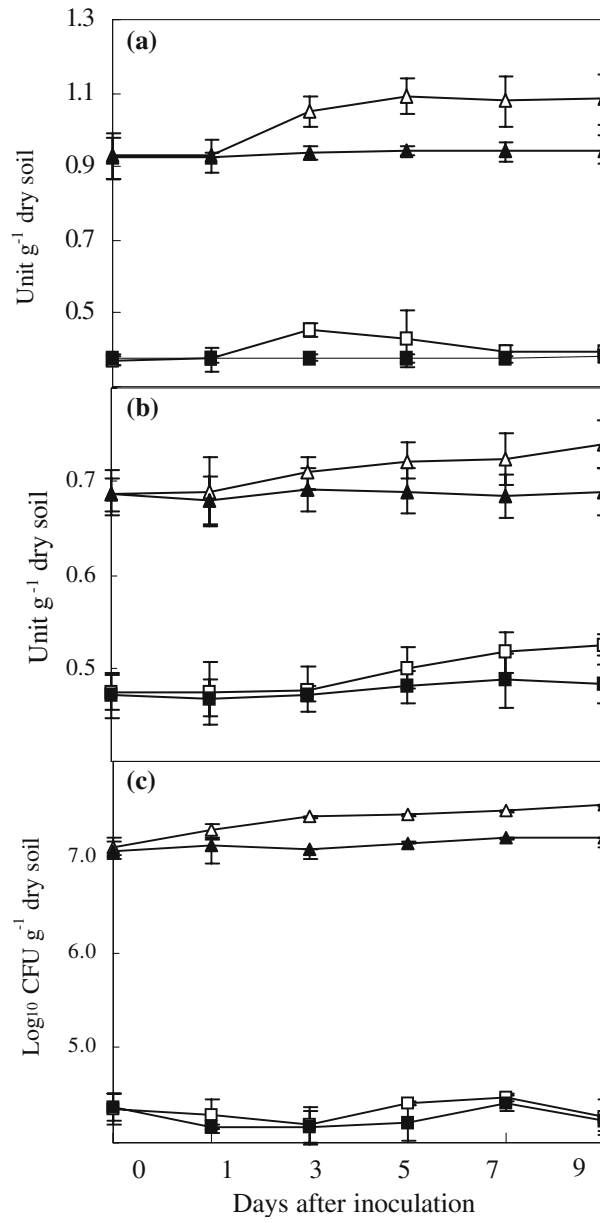 (a)
1.3
1.1
0.9
0.7
0.5
Unit g⁻¹ dry soil
(b)
0.7
0.6
0.5
Unit g⁻¹ dry soil
(c)
7.0
6.0
5.0
Log₁₀ CFU g⁻¹ dry soil
0 1 3 5 7 9
Days after inoculation